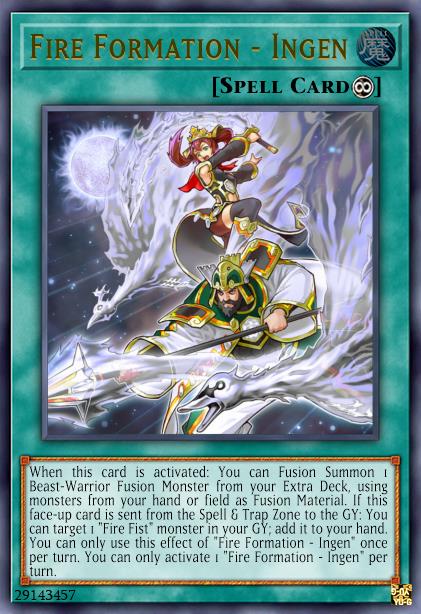 FIRE FORMATION - INGEN
[SPELL CARD]
When this card is activated: You can Fusion Summon 1
Beast-Warrior Fusion Monster from your Extra Deck, using
monsters from your hand or field as Fusion Material. If this
face-up card is sent from the Spell & Trap Zone to the GY: You
can target 1 "Fire Fist" monster in your GY; add it to your hand.
You can only use this effect of "Fire Formation - Ingen" once
per turn. You can only activate 1 "Fire Formation - Ingen" per
turn.
29143457